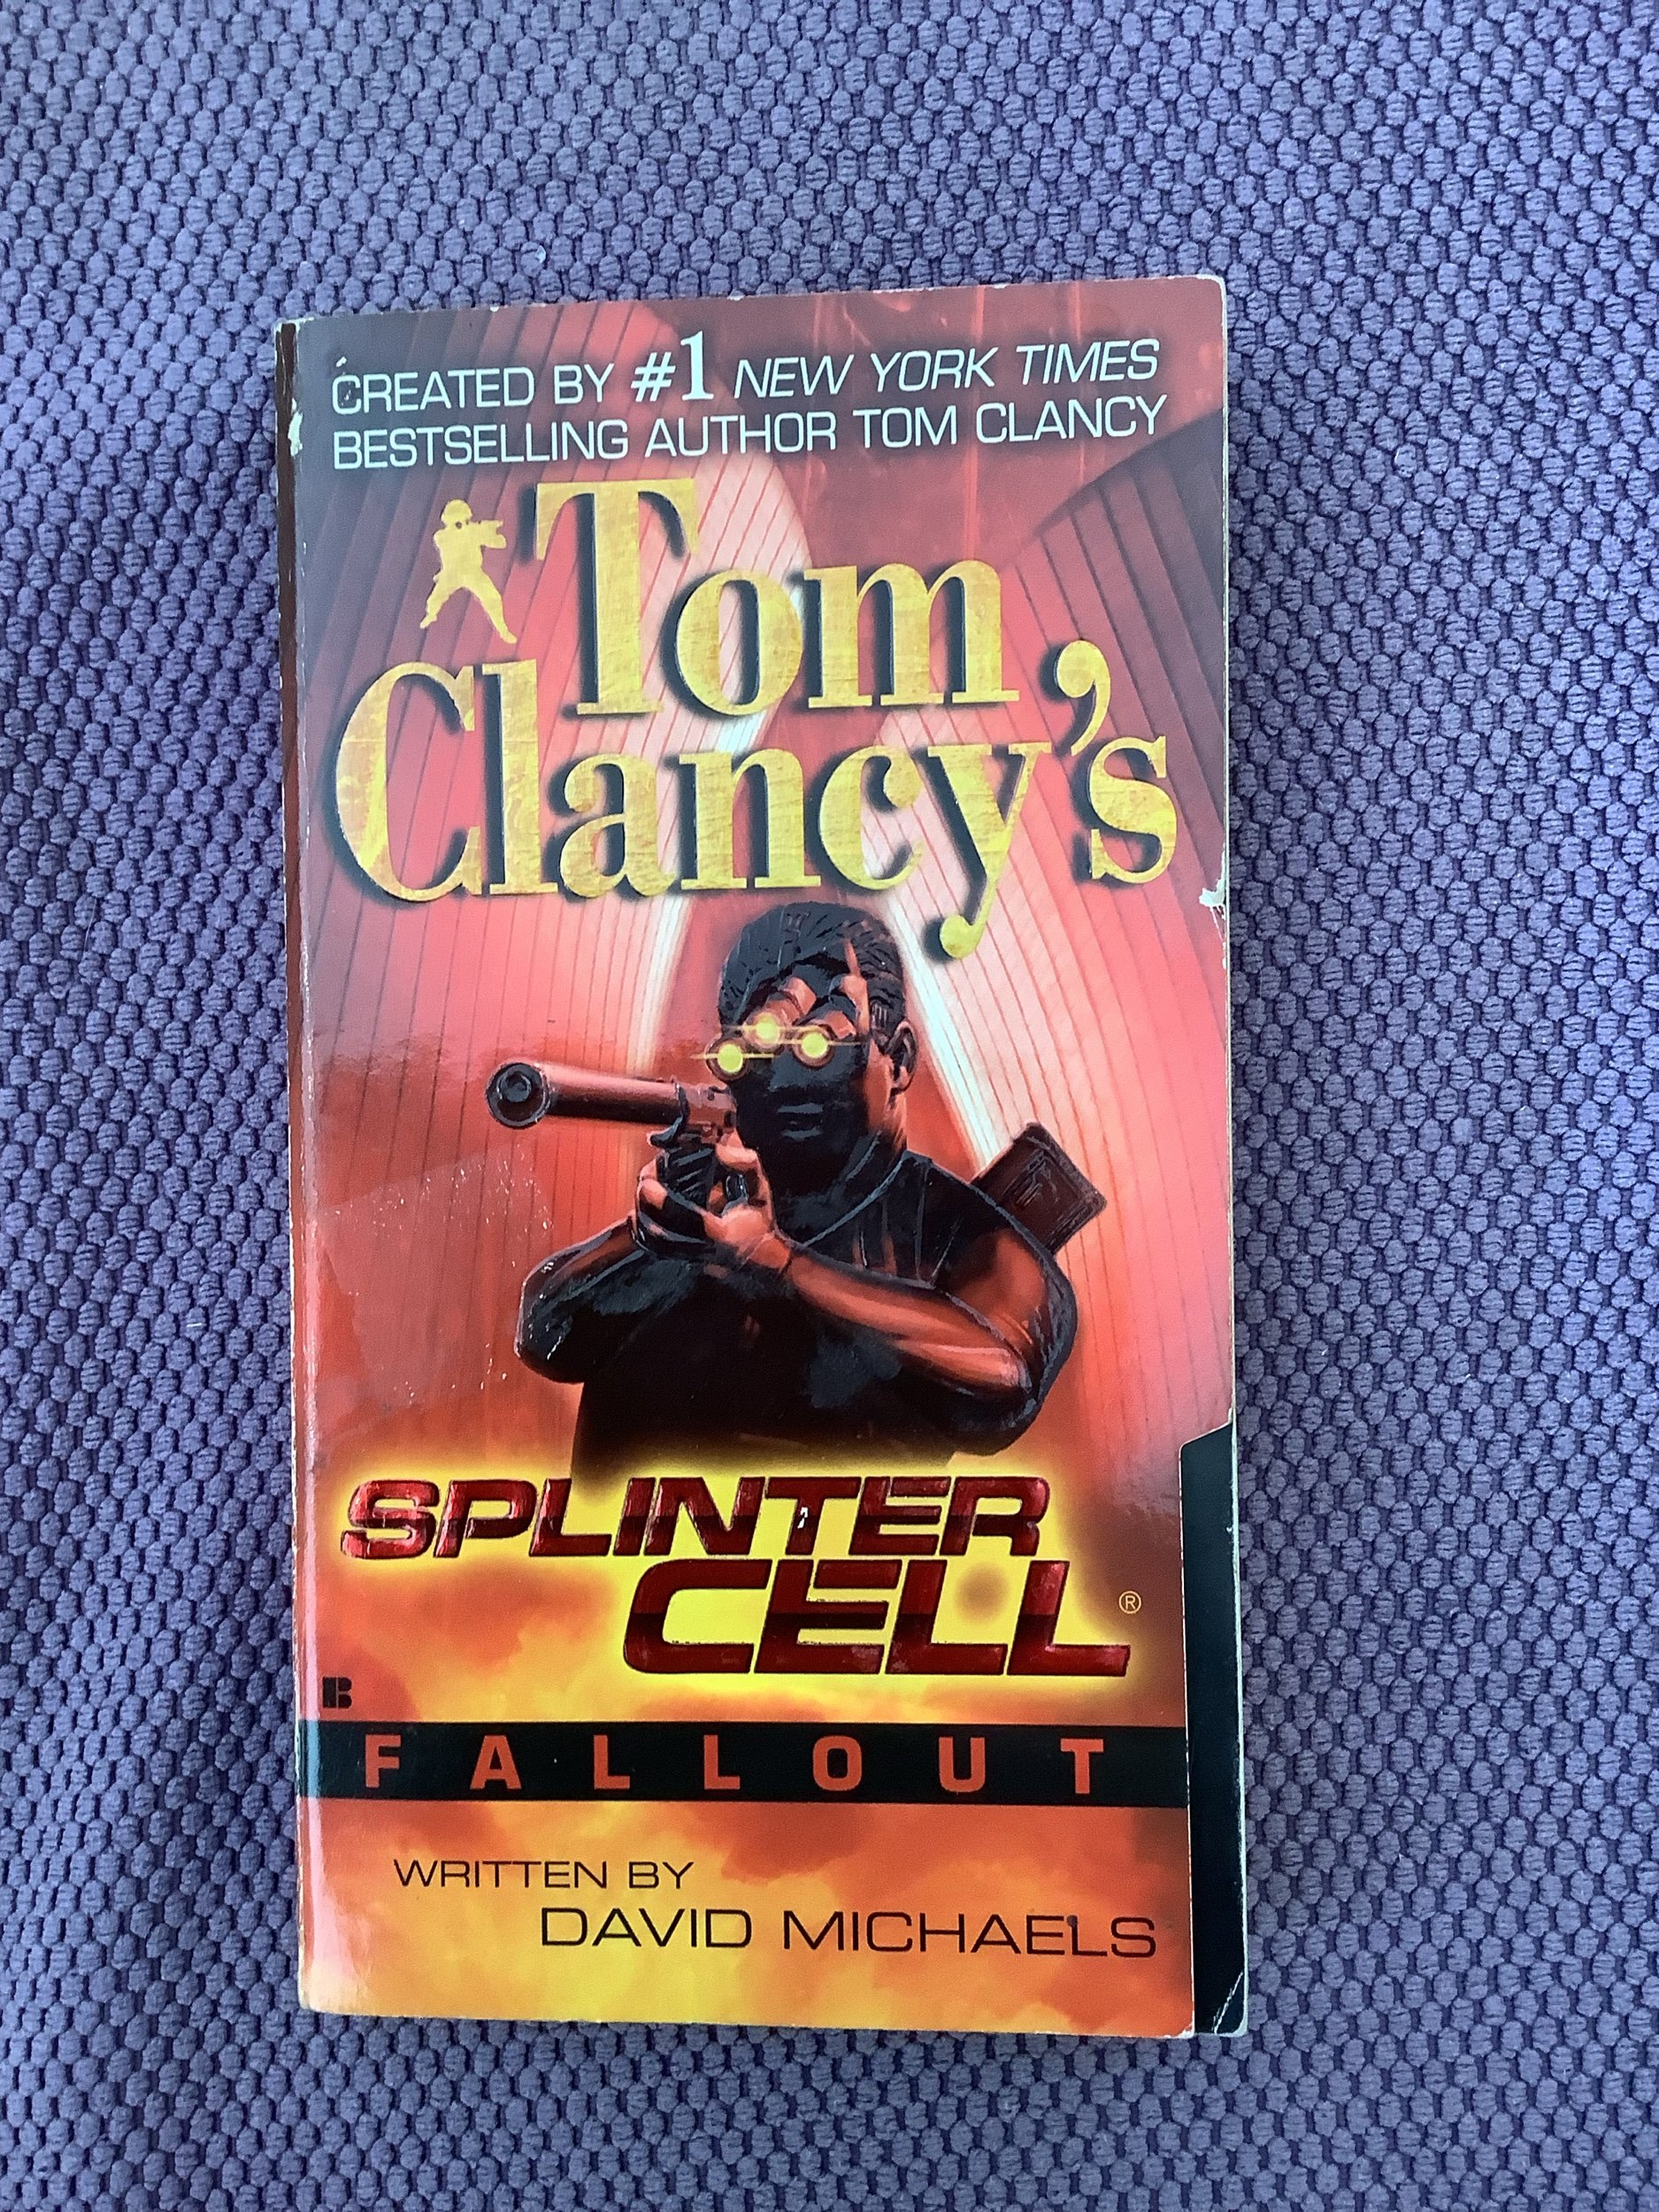 CREATED BY #1 NEW YORK TIMES
BESTSELLING AUTHOR TOM CLANCY
Tom
Clancy's
SPLINTER
CELL®
B
FALLOUT
WRITTEN BY
DAVID MICHAELS